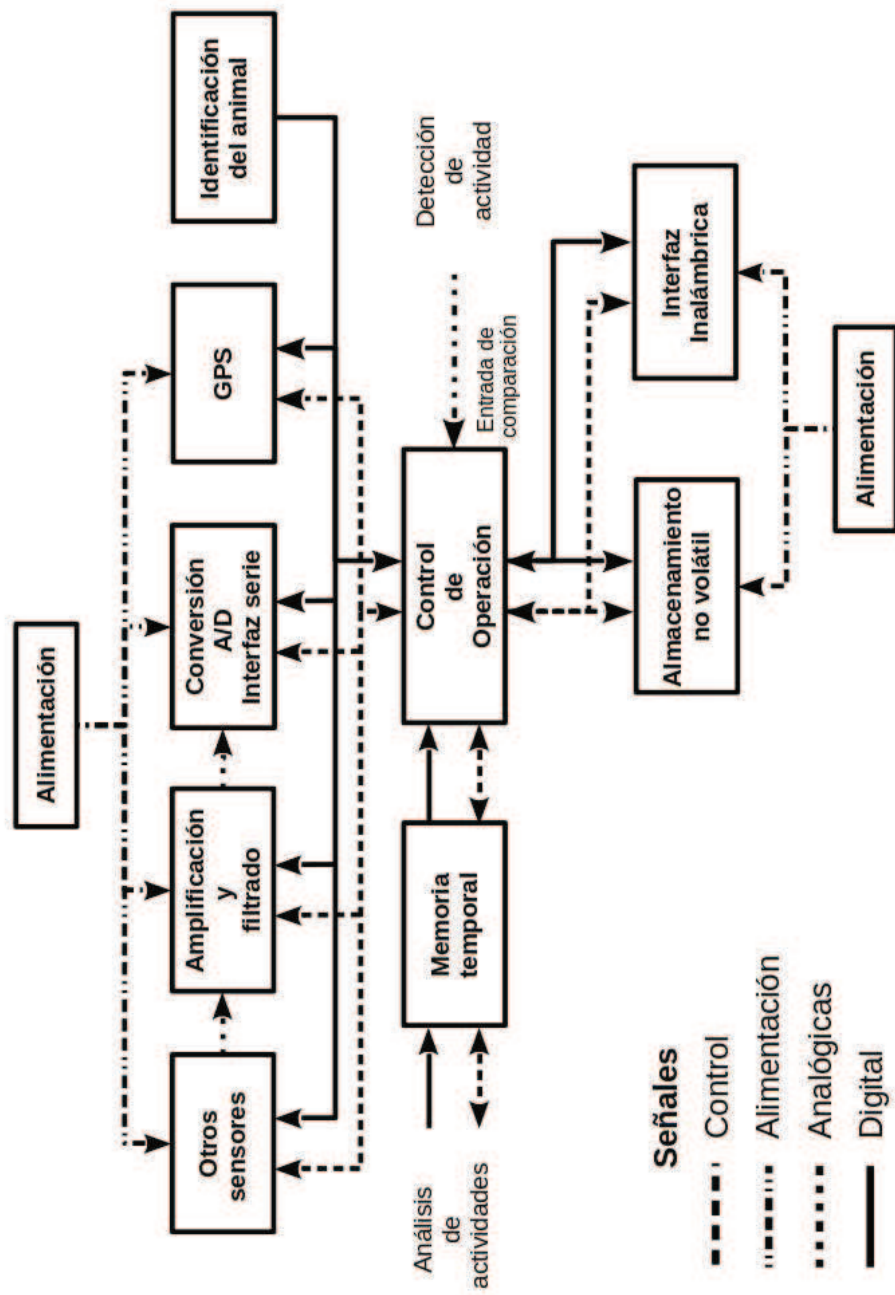 Alimentación
Otros
sensores
Amplificación
y
filtrado
Conversión
A/D
Interfaz serie
GPS
Identificación
del animal
Análisis
de
actividades
Memoria
temporal
Control
de
Operación
Entrada de
comparación
Detección
de
actividad
Almacenamiento
no volátil
Interfaz
Inalámbrica
Alimentación
Señales
Control
Alimentación
Analógicas
Digital